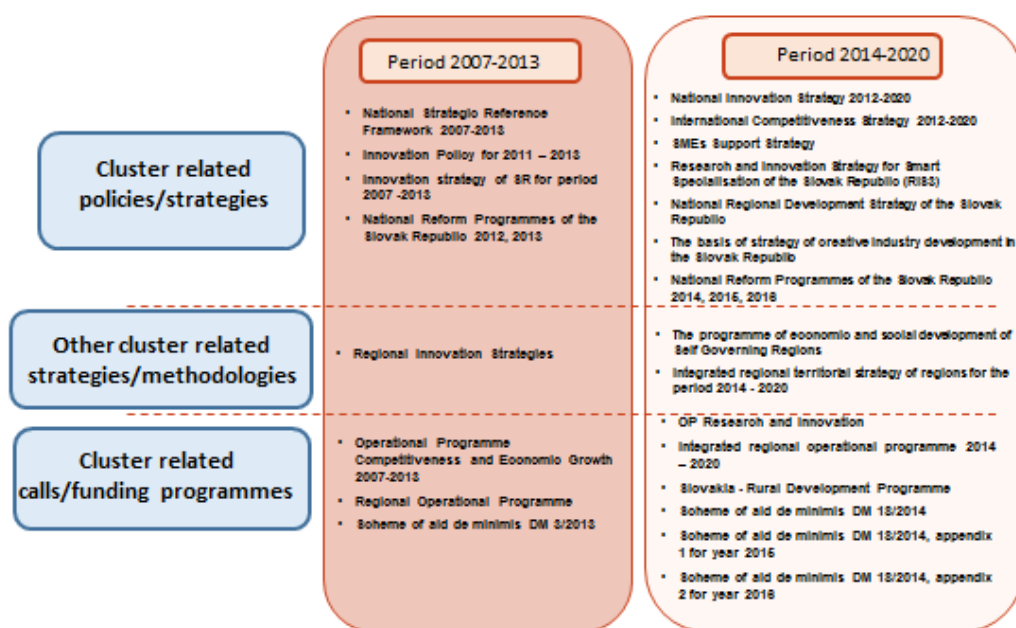 Period 2007-2013
Period 2014-2020
Cluster related
policies/strategies
• National Strategic Reference
Framework 2007-2013
• Innovation Policy for 2011 – 2013
• Innovation strategy of SR for period
2007 -2013
• National Reform Programmes of the
Slovak Republic 2012, 2013
• National Innovation Strategy 2012-2020
• International Competitiveness Strategy 2012-2020
• SMEs Support Strategy
• Research and Innovation Strategy for Smart
Specialisation of the Slovak Republic (RIS3)
• National Regional Development Strategy of the Slovak
Republic
• The basis of strategy of creative industry development in
the Slovak Republic
• National Reform Programmes of the Slovak Republic
2014, 2015, 2016
Other cluster related
strategies/methodologies
• Regional Innovation Strategies
• The programme of economic and social development of
Self Governing Regions
• Integrated regional territorial strategy of regions for the
period 2014 - 2020
Cluster related
calls/funding programmes
• Operational Programme
Competitiveness and Economic Growth
2007-2013
• Regional Operational Programme
• Scheme of aid de minimis DM 3/2013
• OP Research and Innovation
• Integrated regional operational programme 2014
– 2020
• Slovakia - Rural Development Programme
• Scheme of aid de minimis DM 18/2014
• Scheme of aid de minimis DM 18/2014, appendix
1 for year 2015
• Scheme of aid de minimis DM 18/2014, appendix
2 for year 2016